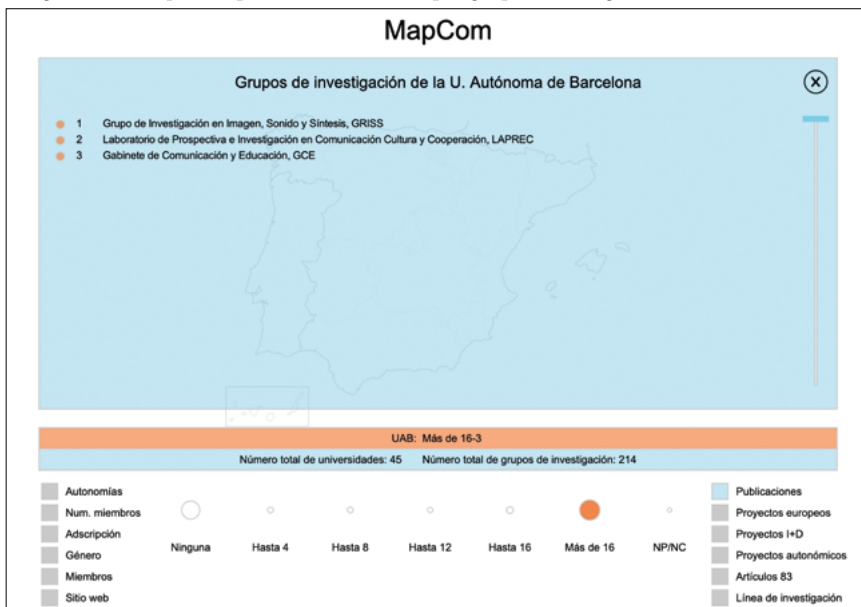 MapCom
Grupos de investigación de la U. Autónoma de Barcelona
X
1 Grupo de Investigación en Imagen, Sonido y Síntesis, GRISS
2 Laboratorio de Prospectiva e Investigación en Comunicación Cultura y Cooperación, LAPREC
3 Gabinete de Comunicación y Educación, GCE
UAB: Más de 16-3
Número total de universidades: 45 Número total de grupos de investigación: 214
Autonomías
Num. miembros
Adscripción
Género
Miembros
Sitio web
Ninguna Hasta 4 Hasta 8 Hasta 12 Hasta 16 Más de 16 NP/NC
Publicaciones
Proyectos europeos
Proyectos I+D
Proyectos autonómicos
Artículos 83
Línea de investigación